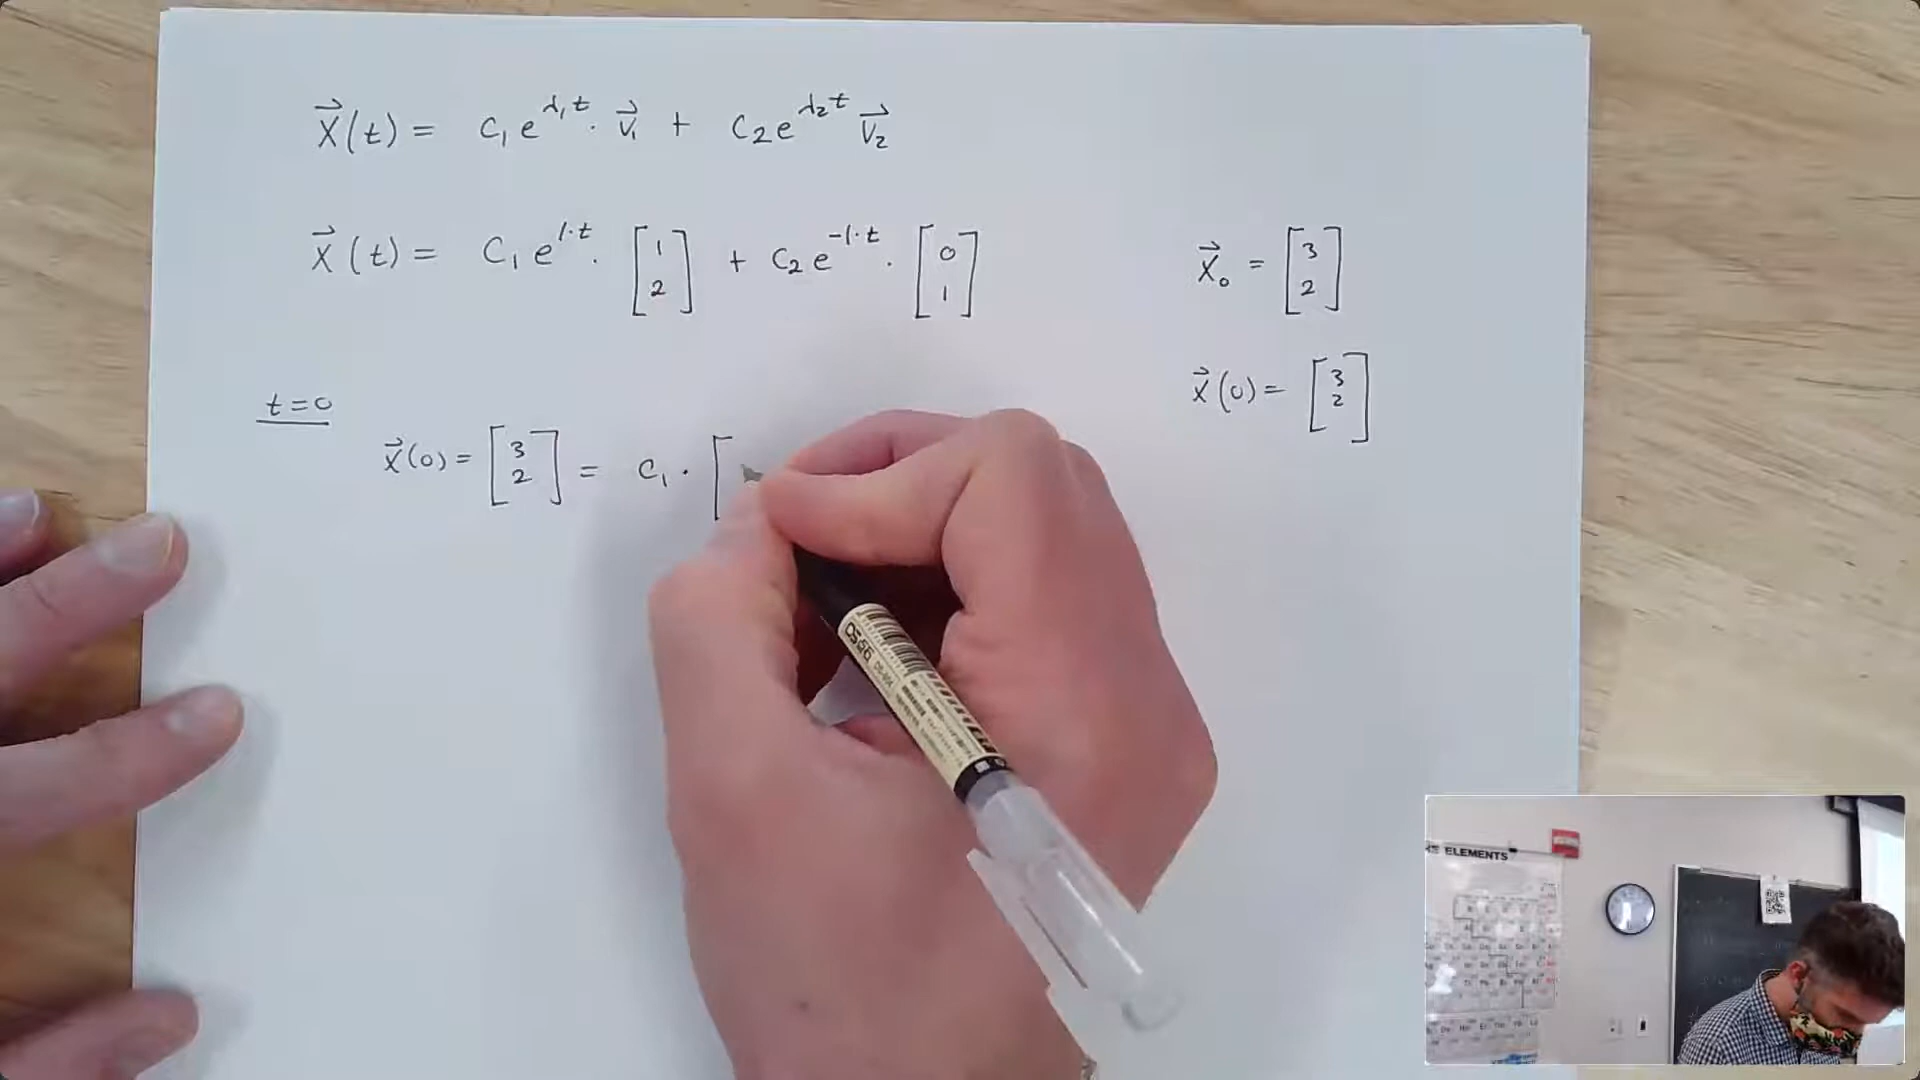 x⃗(t) = c₁e^(λ₁t) · v⃗₁ + c₂e^(λ₂t) v⃗₂
x⃗(t) = c₁e^(1·t) · [1 2] + c₂e^(-1·t) · [0 1]
x⃗₀ = [3 2]
x⃗(0) = [3 2]
t=0
x⃗(0) = [3 2] = c₁ · [
ELEMENTS